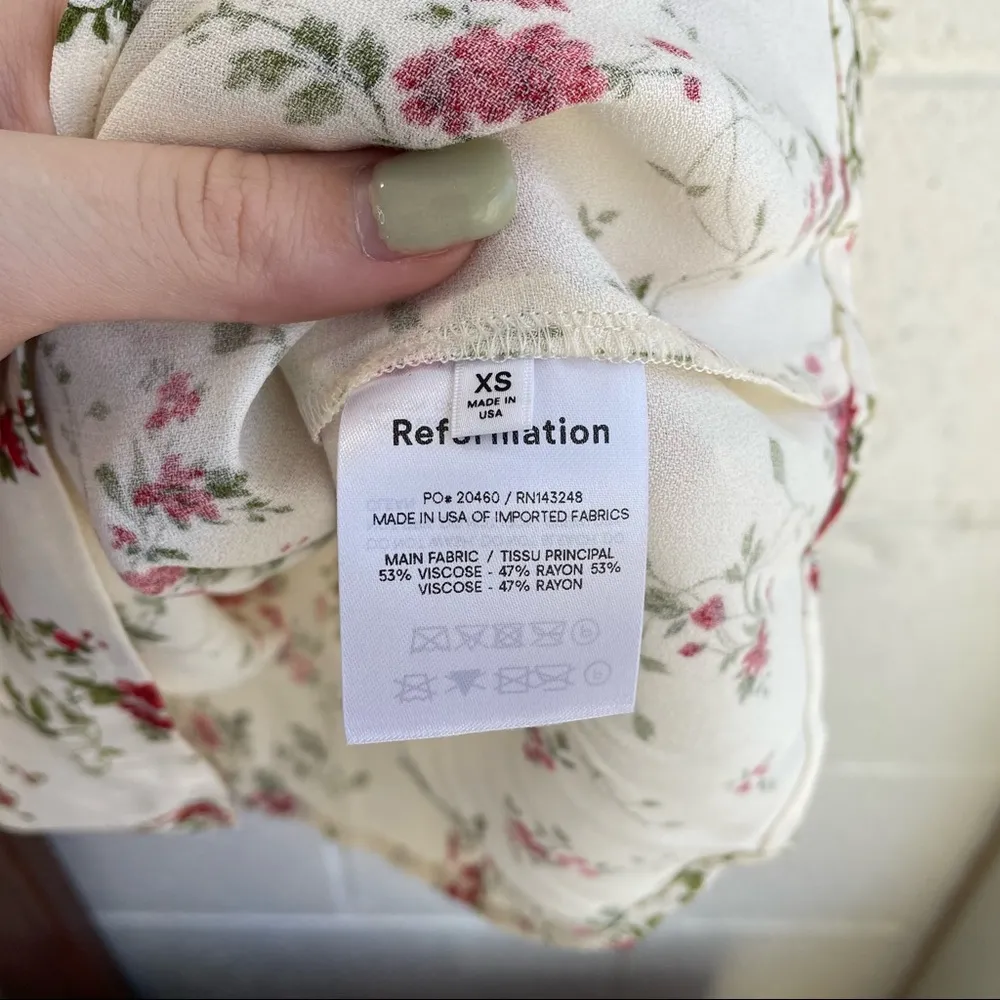 XS
MADE IN
USA
Reformation
PO# 20460 / RN143248
MADE IN USA OF IMPORTED FABRICS
MAIN FABRIC / TISSU PRINCIPAL
53% VISCOSE - 47% RAYON 53%
VISCOSE - 47% RAYON